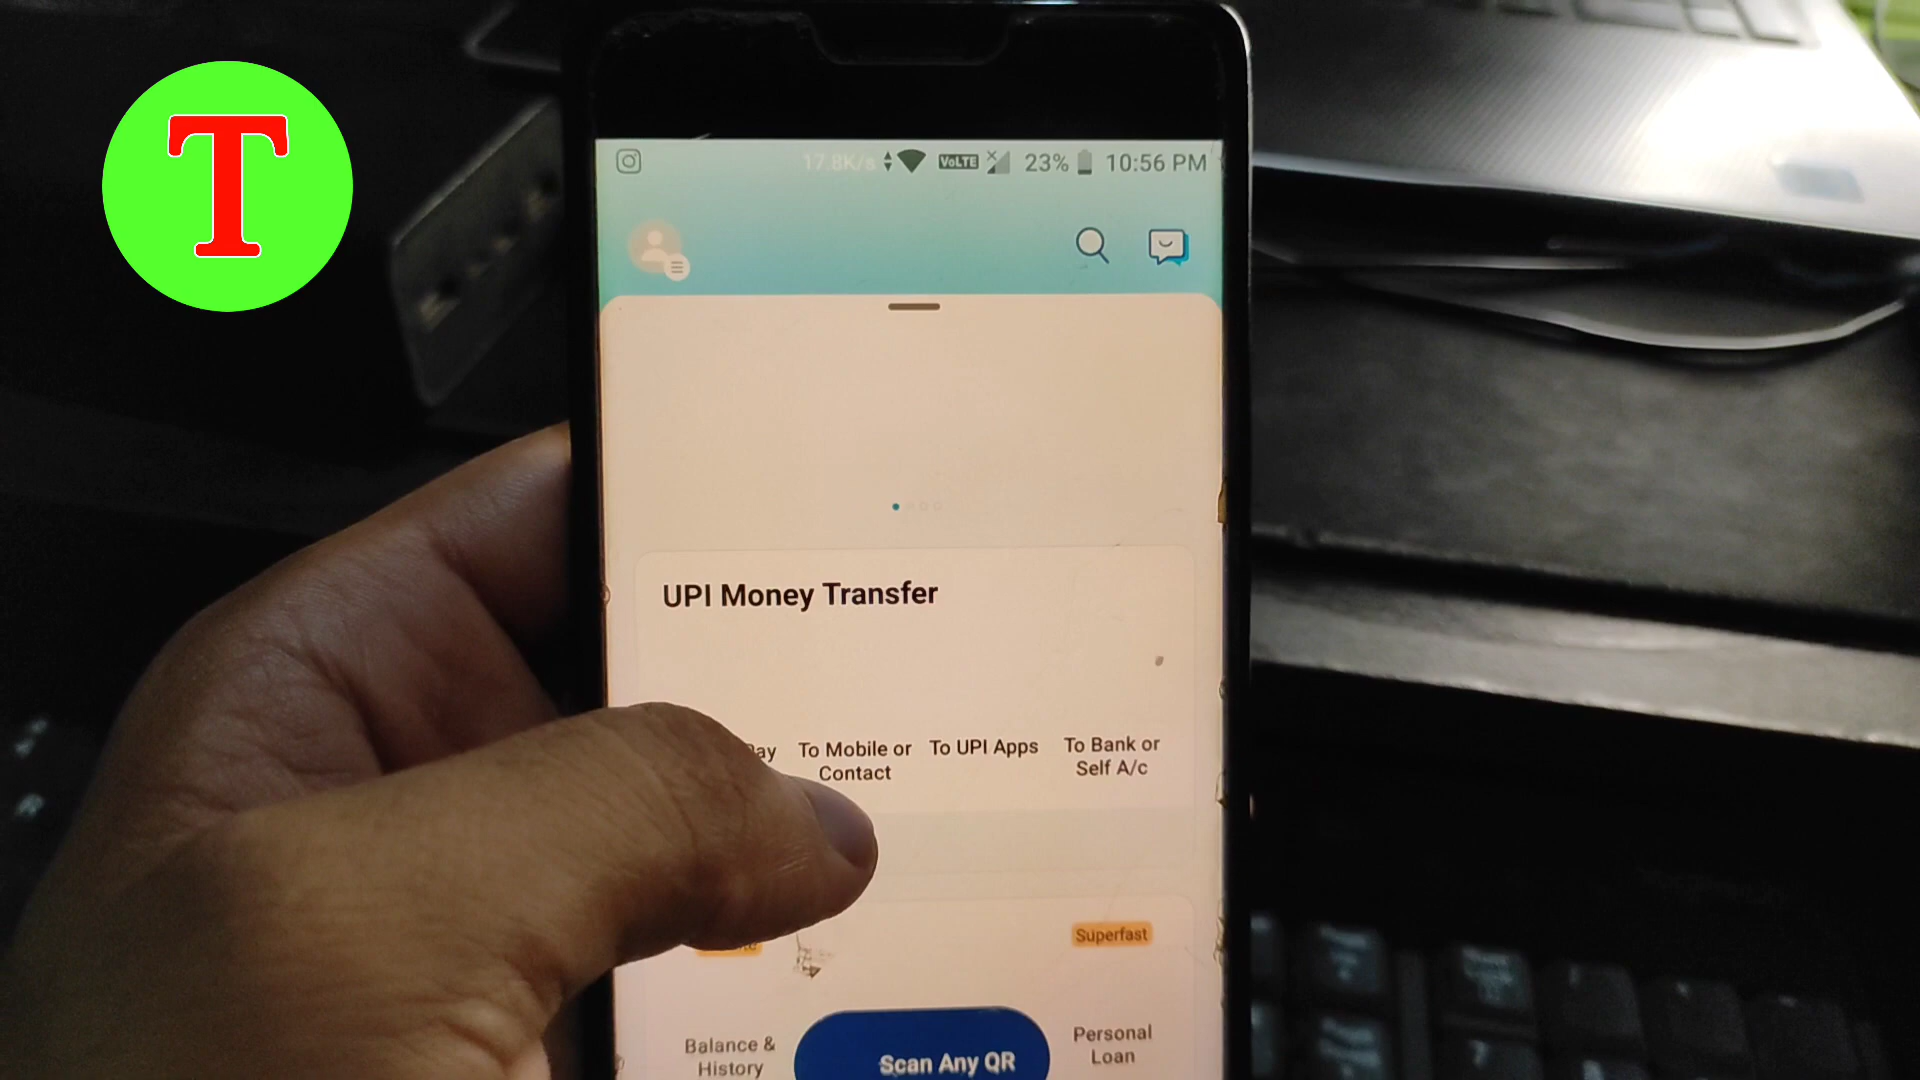 T
17.8K/s VoLTE 23% 10:56 PM
UPI Money Transfer
To Mobile or
Contact
To UPI Apps
To Bank or
Self A/c
Superfast
Balance &
History
Scan Any QR
Personal
Loan